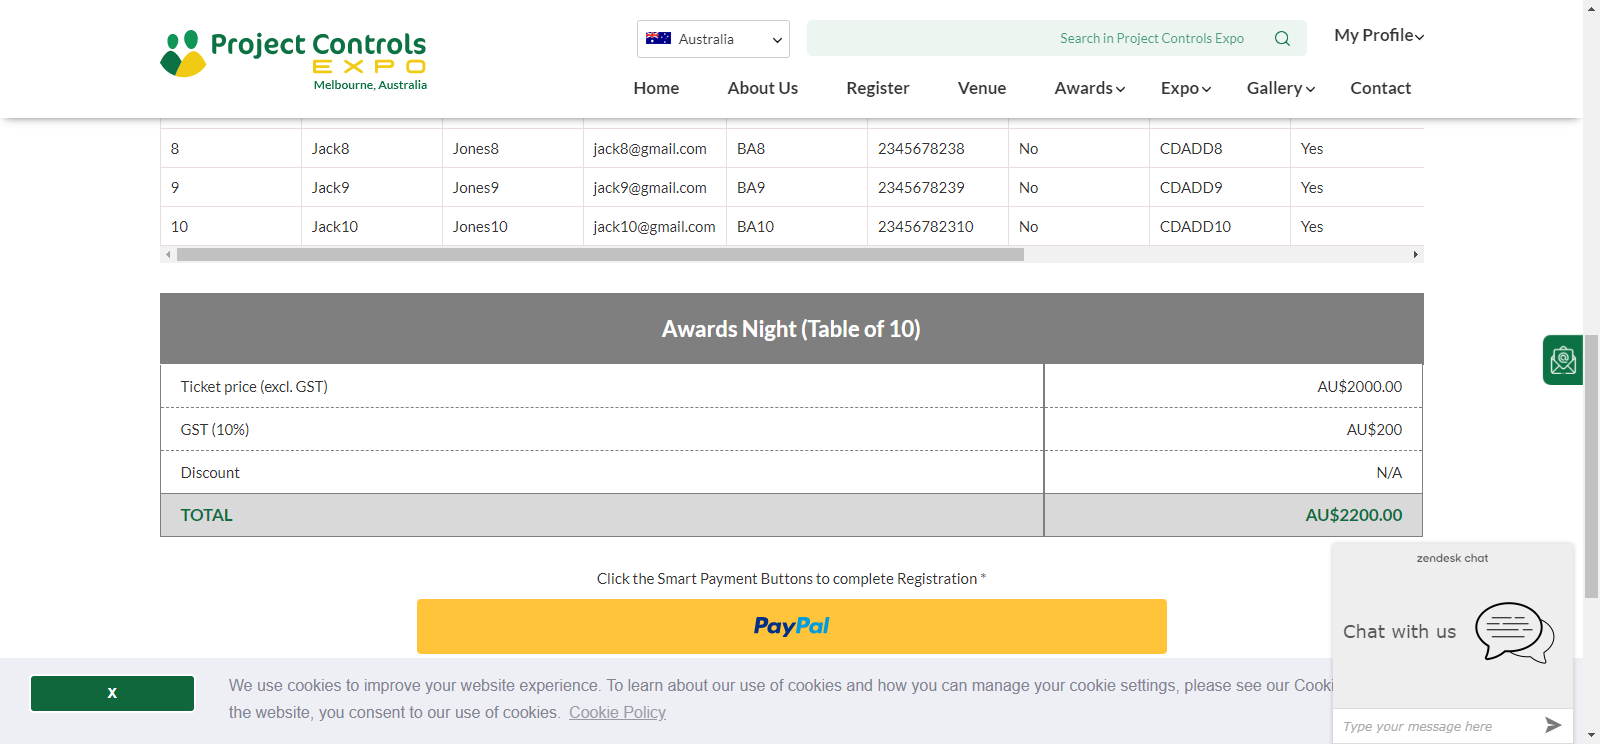 Project Controls
EXPO
Melbourne, Australia
Australia
Search in Project Controls Expo
My Profile
Home About Us Register Venue Awards Expo Gallery Contact
8 Jack8 Jones8 jack8@gmail.com BA8 2345678238 No CDADD8 Yes
9 Jack9 Jones9 jack9@gmail.com BA9 2345678239 No CDADD9 Yes
10 Jack10 Jones10 jack10@gmail.com BA10 23456782310 No CDADD10 Yes
Awards Night (Table of 10)
Ticket price (excl. GST) AU$2000.00
GST (10%) AU$200
Discount N/A
TOTAL AU$2200.00
Click the Smart Payment Buttons to complete Registration *
PayPal
zendesk chat
Chat with us
Type your message here
X
We use cookies to improve your website experience. To learn about our use of cookies and how you can manage your cookie settings, please see our Cooki
the website, you consent to our use of cookies. Cookie Policy